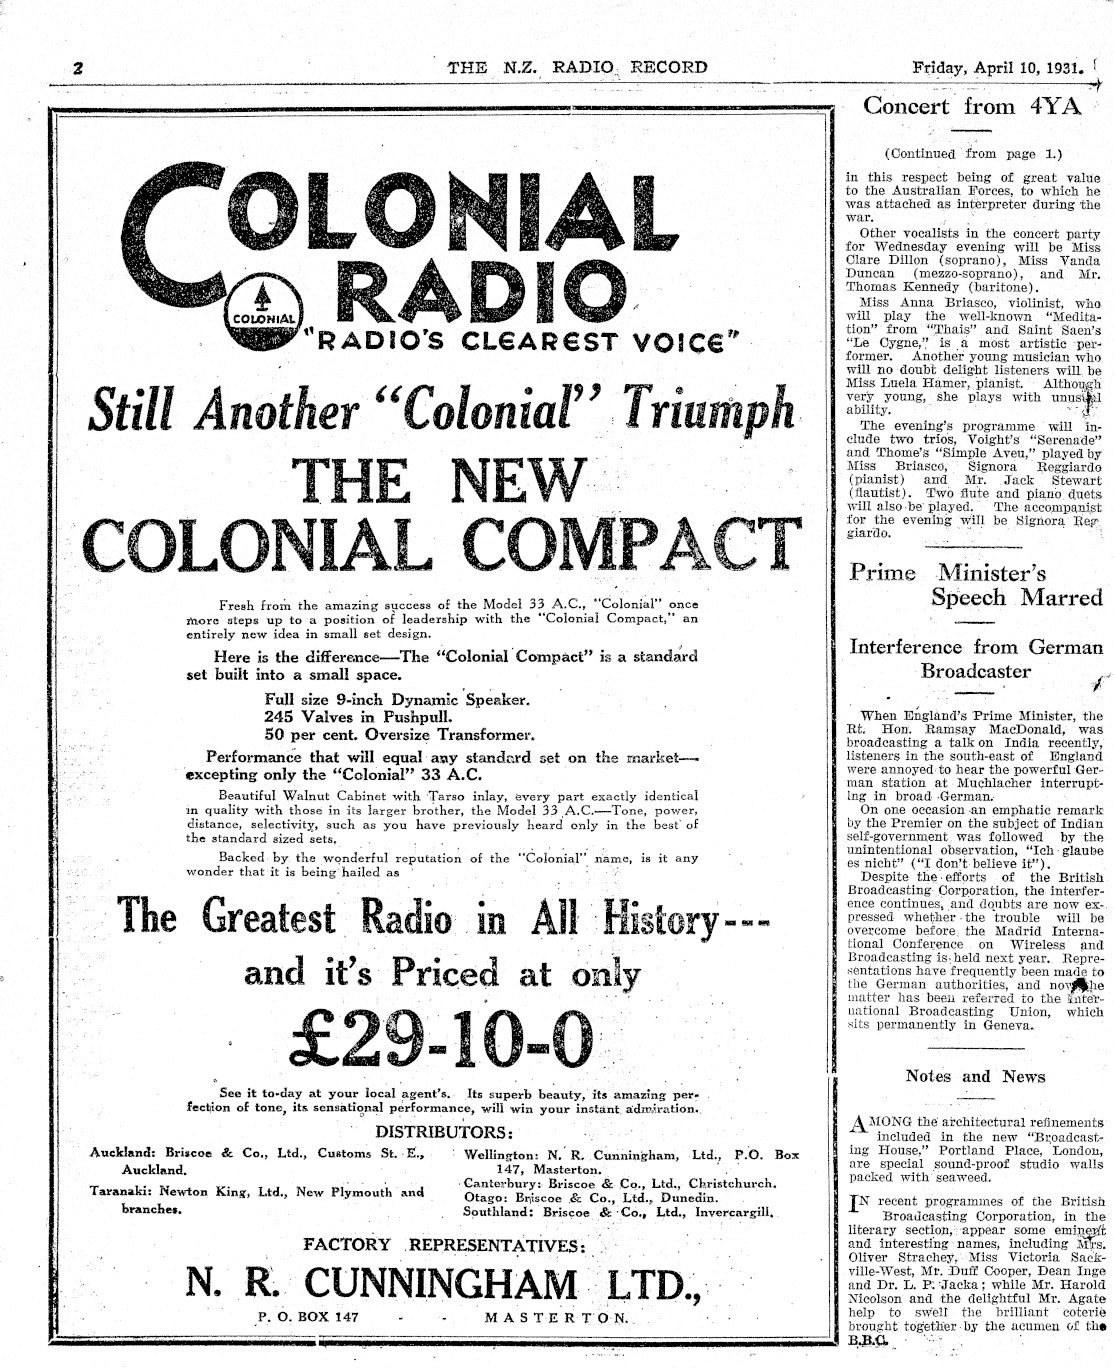 2
THE N.Z. RADIO RECORD
Friday, April 10, 1931.
COLONIAL
RADIO
COLONIAL
"RADIO'S CLEAREST VOICE"
Still Another "Colonial" Triumph
THE NEW
COLONIAL COMPACT
Fresh from the amazing success of the Model 33 A.C., "Colonial" once
more steps up to a position of leadership with the "Colonial Compact," an
entirely new idea in small set design.
Here is the difference—The "Colonial Compact" is a standard
set built into a small space.
Full size 9-inch Dynamic Speaker.
245 Valves in Pushpull.
50 per cent. Oversize Transformer.
Performance that will equal any standard set on the market—
excepting only the "Colonial" 33 A.C.
Beautiful Walnut Cabinet with Tarso inlay, every part exactly identical
in quality with those in its larger brother, the Model 33 A.C.—Tone, power,
distance, selectivity, such as you have previously heard only in the best of
the standard sized sets.
Backed by the wonderful reputation of the "Colonial" name, is it any
wonder that it is being hailed as
The Greatest Radio in All History---
and it's Priced at only
£29-10-0
See it to-day at your local agent's. Its superb beauty, its amazing per-
fection of tone, its sensational performance, will win your instant admiration.
DISTRIBUTORS:
Auckland: Briscoe & Co., Ltd., Customs St. E.,
Auckland.
Taranaki: Newton King, Ltd., New Plymouth and
branches.
Wellington: N. R. Cunningham, Ltd., P.O. Box
147, Masterton.
Canterbury: Briscoe & Co., Ltd., Christchurch.
Otago: Briscoe & Co., Ltd., Dunedin.
Southland: Briscoe & Co., Ltd., Invercargill.
FACTORY REPRESENTATIVES:
N. R. CUNNINGHAM LTD.,
P. O. BOX 147 - - MASTERTON.
Concert from 4YA
(Continued from page 1.)
in this respect being of great value
to the Australian Forces, to which he
was attached as interpreter during the
war.
Other vocalists in the concert party
for Wednesday evening will be Miss
Clare Dillon (soprano), Miss Vanda
Duncan (mezzo-soprano), and Mr.
Thomas Kennedy (baritone).
Miss Anna Briasco, violinist, who
will play the well-known "Medita-
tion" from "Thais" and Saint Saen's
"Le Cygne," is a most artistic per-
former. Another young musician who
will no doubt delight listeners will be
Miss Luela Hamer, pianist. Although
very young, she plays with unusual
ability.
The evening's programme will in-
clude two trios, Voight's "Serenade"
and Thome's "Simple Aveu," played by
Miss Briasco, Signora Reggiardo
(pianist) and Mr. Jack Stewart
(flautist). Two flute and piano duets
will also be played. The accompanist
for the evening will be Signora Reg-
giardo.
Prime Minister's
Speech Marred
Interference from German
Broadcaster
When England's Prime Minister, the
Rt. Hon. Ramsay MacDonald, was
broadcasting a talk on India recently,
listeners in the south-east of England
were annoyed to hear the powerful Ger-
man station at Muchlacher interrupt-
ing in broad German.
On one occasion an emphatic remark
by the Premier on the subject of Indian
self-government was followed by the
unintentional observation, "Ich glaube
es nicht" ("I don't believe it").
Despite the efforts of the British
Broadcasting Corporation, the interfer-
ence continues, and doubts are now ex-
pressed whether the trouble will be
overcome before the Madrid Interna-
tional Conference on Wireless and
Broadcasting is held next year. Repre-
sentations have frequently been made to
the German authorities, and now the
matter has been referred to the Inter-
national Broadcasting Union, which
sits permanently in Geneva.
Notes and News
AMONG the architectural refinements
included in the new "Broadcast-
ing House," Portland Place, London,
are special sound-proof studio walls
packed with seaweed.
IN recent programmes of the British
Broadcasting Corporation, in the
literary section, appear some eminent
and interesting names, including Mrs.
Oliver Strachey, Miss Victoria Sack-
ville-West, Mr. Duff Cooper, Dean Inge
and Dr. L. P. Jacks; while Mr. Harold
Nicolson and the delightful Mr. Agate
help to swell the brilliant coterie
brought together by the acumen of the
B.B.C.